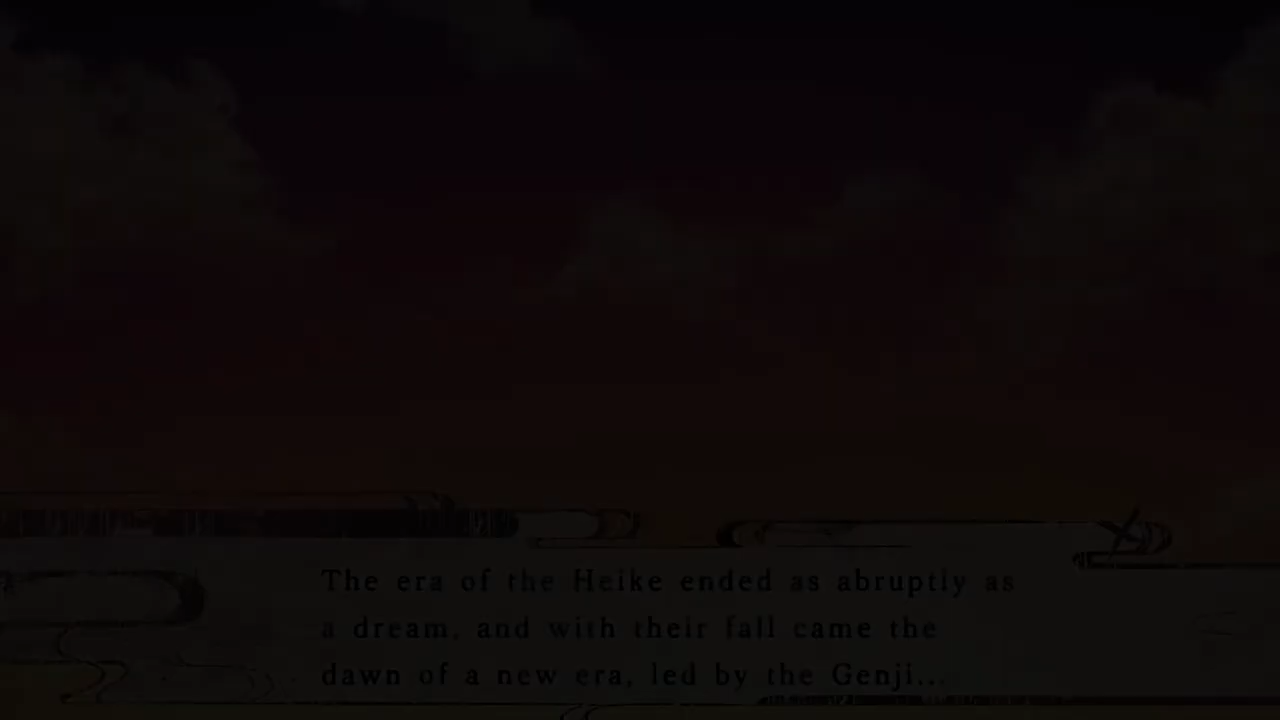 The era of the Heike ended as abruptly as
a dream, and with their fall came the
dawn of a new era, led by the Genji...